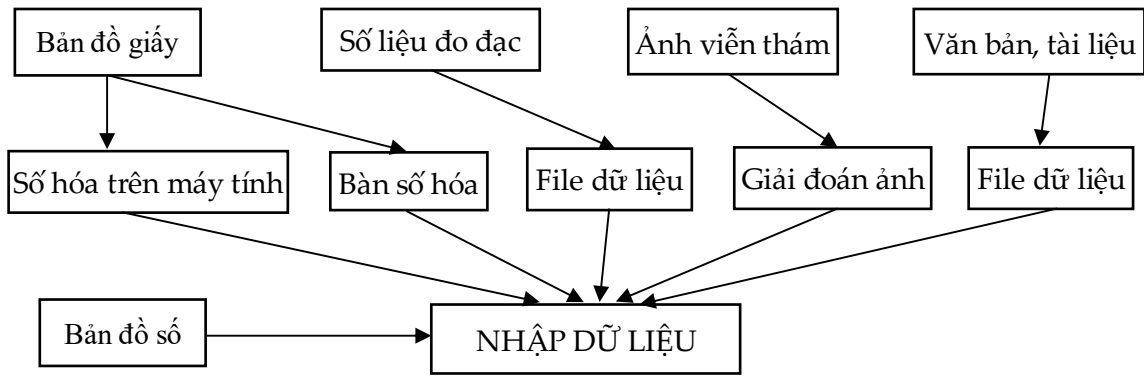 Bản đồ giấy
Số liệu đo đạc
Ảnh viễn thám
Văn bản, tài liệu
Số hóa trên máy tính
Bàn số hóa
File dữ liệu
Giải đoán ảnh
File dữ liệu
Bản đồ số
NHẬP DỮ LIỆU